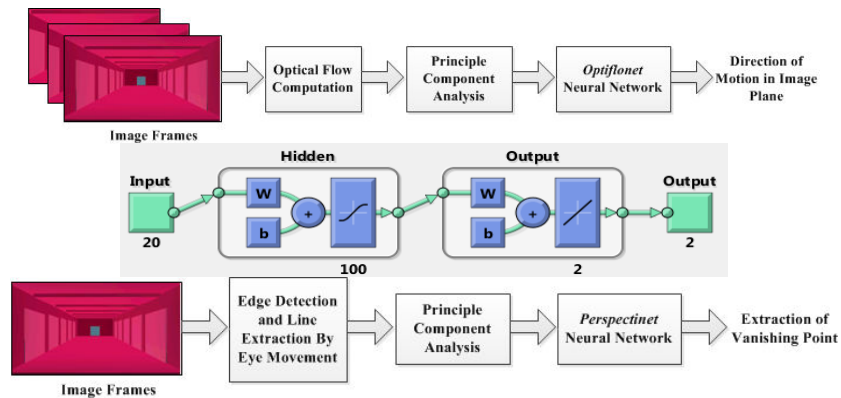 Optical Flow
Computation
Principle
Component
Analysis
Optiflonet
Neural Network
Direction of
Motion in Image
Plane
Image Frames
Hidden
Output
Input
W
b
+
W
b
+
Output
20
100
2
2
Edge Detection
and Line
Extraction By
Eye Movement
Principle
Component
Analysis
Perspectinet
Neural Network
Extraction of
Vanishing Point
Image Frames